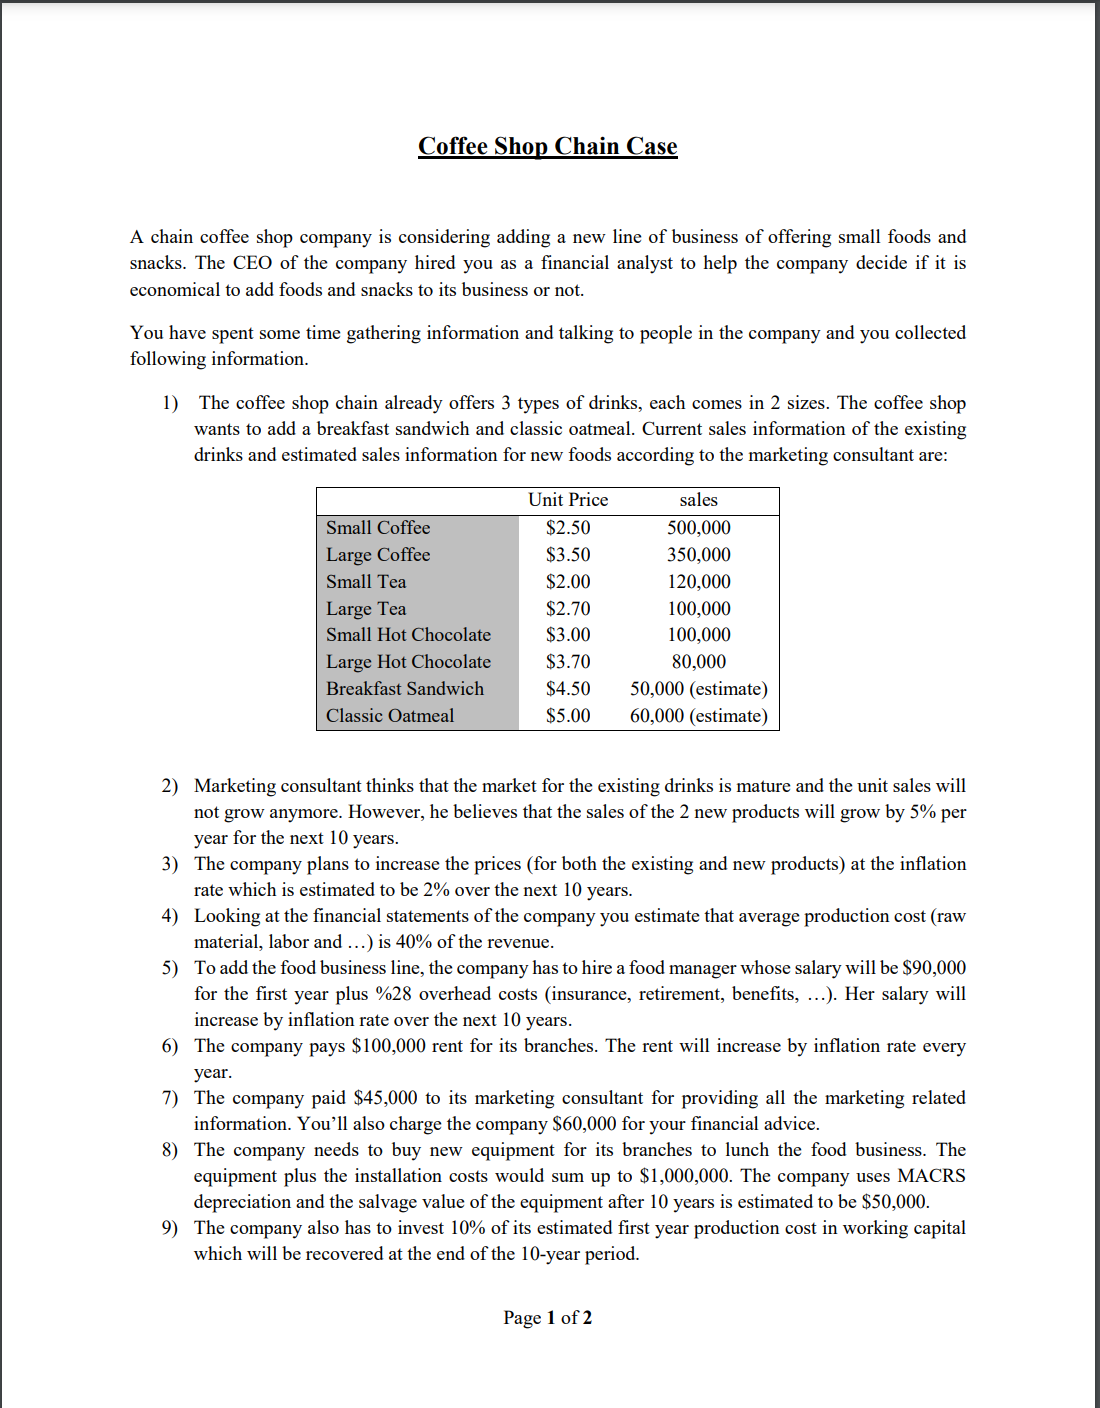 Coffee Shop Chain Case
A chain coffee shop company is considering adding a new line of business of offering small foods and
snacks. The CEO of the company hired you as a financial analyst to help the company decide if it is
economical to add foods and snacks to its business or not.
You have spent some time gathering information and talking to people in the company and you collected
following information.
1) The coffee shop chain already offers 3 types of drinks, each comes in 2 sizes. The coffee shop
wants to add a breakfast sandwich and classic oatmeal. Current sales information of the existing
drinks and estimated sales information for new foods according to the marketing consultant are:
Unit Price sales
Small Coffee $2.50 500,000
Large Coffee $3.50 350,000
Small Tea $2.00 120,000
Large Tea $2.70 100,000
Small Hot Chocolate $3.00 100,000
Large Hot Chocolate $3.70 80,000
Breakfast Sandwich $4.50 50,000 (estimate)
Classic Oatmeal $5.00 60,000 (estimate)
2) Marketing consultant thinks that the market for the existing drinks is mature and the unit sales will
not grow anymore. However, he believes that the sales of the 2 new products will grow by 5% per
year for the next 10 years.
3) The company plans to increase the prices (for both the existing and new products) at the inflation
rate which is estimated to be 2% over the next 10 years.
4) Looking at the financial statements of the company you estimate that average production cost (raw
material, labor and …) is 40% of the revenue.
5) To add the food business line, the company has to hire a food manager whose salary will be $90,000
for the first year plus %28 overhead costs (insurance, retirement, benefits, …). Her salary will
increase by inflation rate over the next 10 years.
6) The company pays $100,000 rent for its branches. The rent will increase by inflation rate every
year.
7) The company paid $45,000 to its marketing consultant for providing all the marketing related
information. You’ll also charge the company $60,000 for your financial advice.
8) The company needs to buy new equipment for its branches to lunch the food business. The
equipment plus the installation costs would sum up to $1,000,000. The company uses MACRS
depreciation and the salvage value of the equipment after 10 years is estimated to be $50,000.
9) The company also has to invest 10% of its estimated first year production cost in working capital
which will be recovered at the end of the 10-year period.
Page 1 of 2